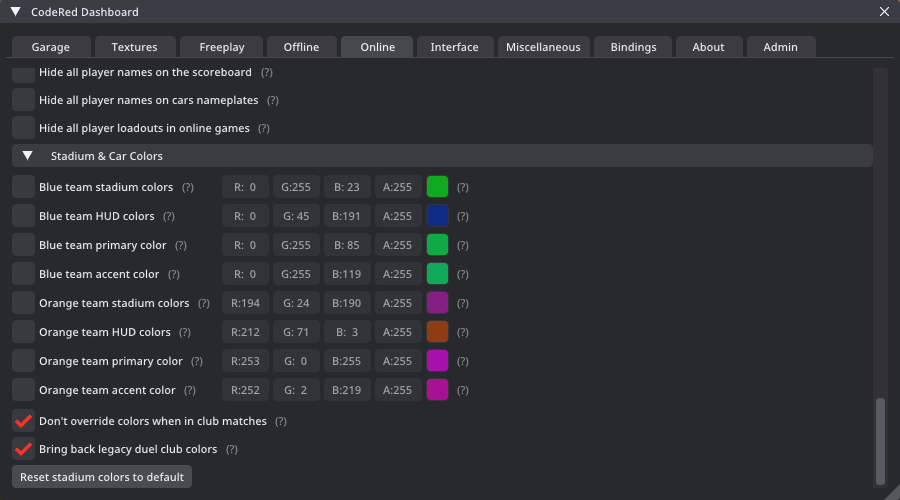 CodeRed Dashboard
Garage Textures Freeplay Offline Online Interface Miscellaneous Bindings About Admin
Hide all player names on the scoreboard (?)
Hide all player names on cars nameplates (?)
Hide all player loadouts in online games (?)
Stadium & Car Colors
Blue team stadium colors (?) R: 0 G:255 B: 23 A:255 (?)
Blue team HUD colors (?) R: 0 G: 45 B:191 A:255 (?)
Blue team primary color (?) R: 0 G:255 B: 85 A:255 (?)
Blue team accent color (?) R: 0 G:255 B:119 A:255 (?)
Orange team stadium colors (?) R:194 G: 24 B:190 A:255 (?)
Orange team HUD colors (?) R:212 G: 71 B: 3 A:255 (?)
Orange team primary color (?) R:253 G: 0 B:255 A:255 (?)
Orange team accent color (?) R:252 G: 2 B:219 A:255 (?)
Don't override colors when in club matches (?)
Bring back legacy duel club colors (?)
Reset stadium colors to default